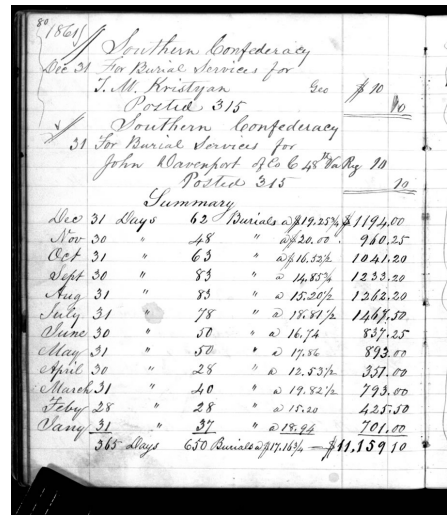 80
1861
Southern Confederacy
Dec 31 For Burial Services for
T. M. Kristyan Geo $ 10
Posted 315 10
Southern Confederacy
31 For Burial Services for
John Davenport of Co C 48th Va Reg 10
Posted 315 10
Summary
Dec 31 Days 62 Burials a $19.25¾ $1194.00
Nov 30 " 48 " a $20.00 960.25
Oct 31 " 63 " a $16.52½ 1041.20
Sept 30 " 83 " a 14.85¾ 1233.20
Aug 31 " 83 " a 15.20½ 1262.20
July 31 " 78 " a 18.81½ 1467.50
June 30 " 50 " a 16.74 837.25
May 31 " 50 " a 17.86 893.00
April 30 " 28 " a 12.53½ 351.00
March 31 " 40 " a 19.82½ 793.00
Feby 28 " 28 " a 15.20 425.50
Jany 31 " 37 " a 18.94 701.00
365 Days 650 Burials a $17.16¾ — $11,159 10